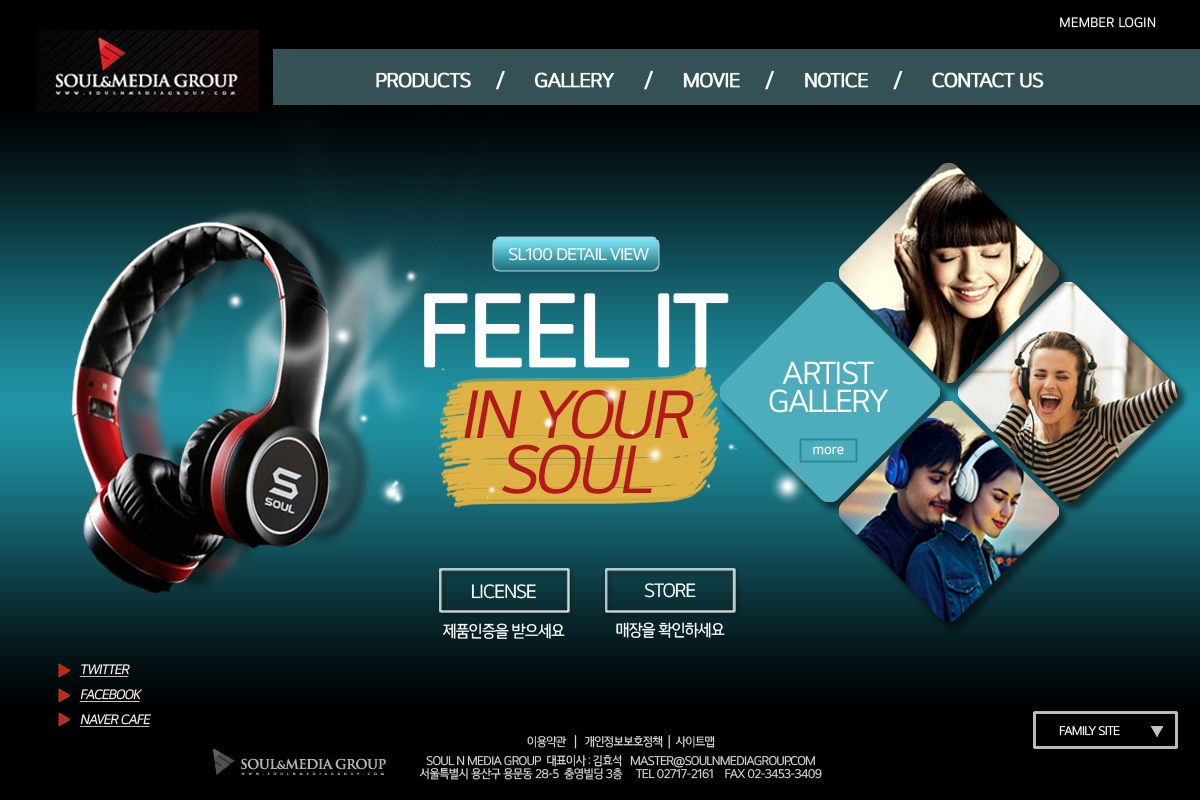 MEMBER LOGIN
SOUL&MEDIA GROUP
WWW.SOULNMEDIAGROUP.COM
PRODUCTS / GALLERY / MOVIE / NOTICE / CONTACT US
SL100 DETAIL VIEW
FEEL IT
IN YOUR
SOUL
ARTIST
GALLERY
more
S
SOUL
LICENSE
제품인증을 받으세요
STORE
매장을 확인하세요
TWITTER
FACEBOOK
NAVER CAFE
FAMILY SITE
이용약관 | 개인정보보호정책 | 사이트맵
SOUL&MEDIA GROUP
WWW.SOULNMEDIAGROUP.COM
SOUL N MEDIA GROUP 대표이사 : 김효석 MASTER@SOULNMEDIAGROUP.COM
서울특별시 용산구 용문동 28-5 충영빌딩 3층 TEL 02717-2161 FAX 02-3453-3409